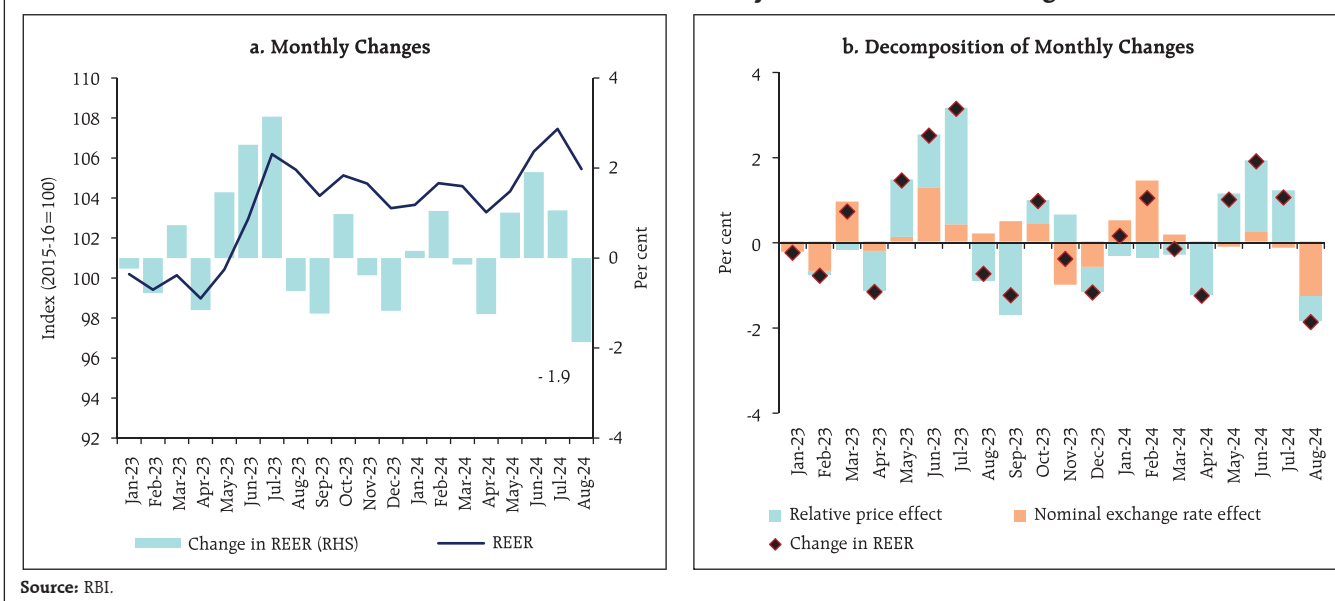 a. Monthly Changes
110
108
106
104
102
100
98
96
94
92
Index (2015-16=100)
4
2
0
-2
-4
Per cent
- 1.9
Jan-23
Feb-23
Mar-23
Apr-23
May-23
Jun-23
Jul-23
Aug-23
Sep-23
Oct-23
Nov-23
Dec-23
Jan-24
Feb-24
Mar-24
Apr-24
May-24
Jun-24
Jul-24
Aug-24
Change in REER (RHS)
REER
b. Decomposition of Monthly Changes
4
2
0
-2
-4
Per cent
Jan-23
Feb-23
Mar-23
Apr-23
May-23
Jun-23
Jul-23
Aug-23
Sep-23
Oct-23
Nov-23
Dec-23
Jan-24
Feb-24
Mar-24
Apr-24
May-24
Jun-24
Jul-24
Aug-24
Relative price effect
Nominal exchange rate effect
Change in REER
Source: RBI.